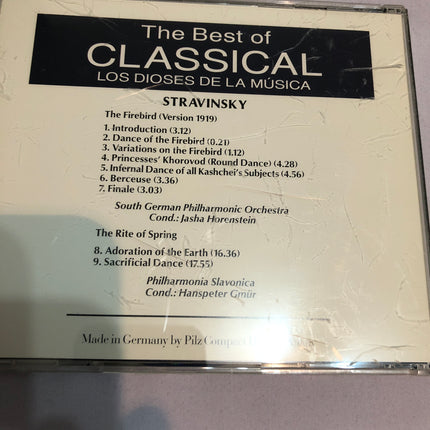 The Best of
CLASSICAL
LOS DIOSES DE LA MÚSICA
STRAVINSKY
The Firebird (Version 1919)
1. Introduction (3.12)
2. Dance of the Firebird (0.21)
3. Variations on the Firebird (1.12)
4. Princesses' Khorovod (Round Dance) (4.28)
5. Infernal Dance of all Kashchei's Subjects (4.56)
6. Berceuse (3.36)
7. Finale (3.03)
South German Philharmonic Orchestra
Cond.: Jasha Horenstein
The Rite of Spring
8. Adoration of the Earth (16.36)
9. Sacrificial Dance (17.55)
Philharmonia Slavonica
Cond.: Hanspeter Gmür
Made in Germany by Pilz Compact